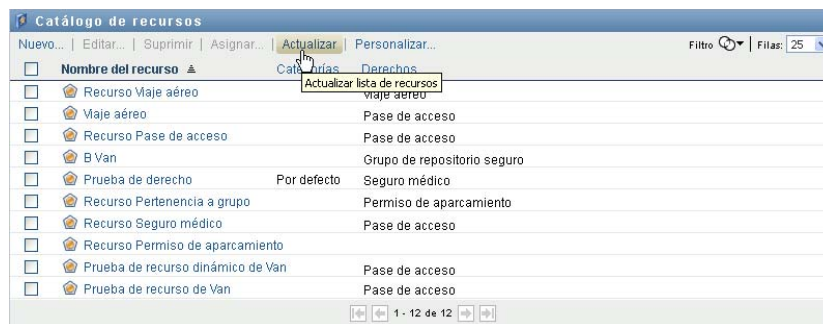 Catálogo de recursos
Nuevo... | Editar... | Suprimir | Asignar... | Actualizar | Personalizar... Filtro Filas: 25
Nombre del recurso Categorías Derechos
Actualizar lista de recursos
Recurso Viaje aéreo Viaje aéreo
Viaje aéreo Pase de acceso
Recurso Pase de acceso Pase de acceso
B Van Grupo de repositorio seguro
Prueba de derecho Por defecto Seguro médico
Recurso Pertenencia a grupo Permiso de aparcamiento
Recurso Seguro médico Pase de acceso
Recurso Permiso de aparcamiento
Prueba de recurso dinámico de Van Pase de acceso
Prueba de recurso de Van Pase de acceso
1 - 12 de 12